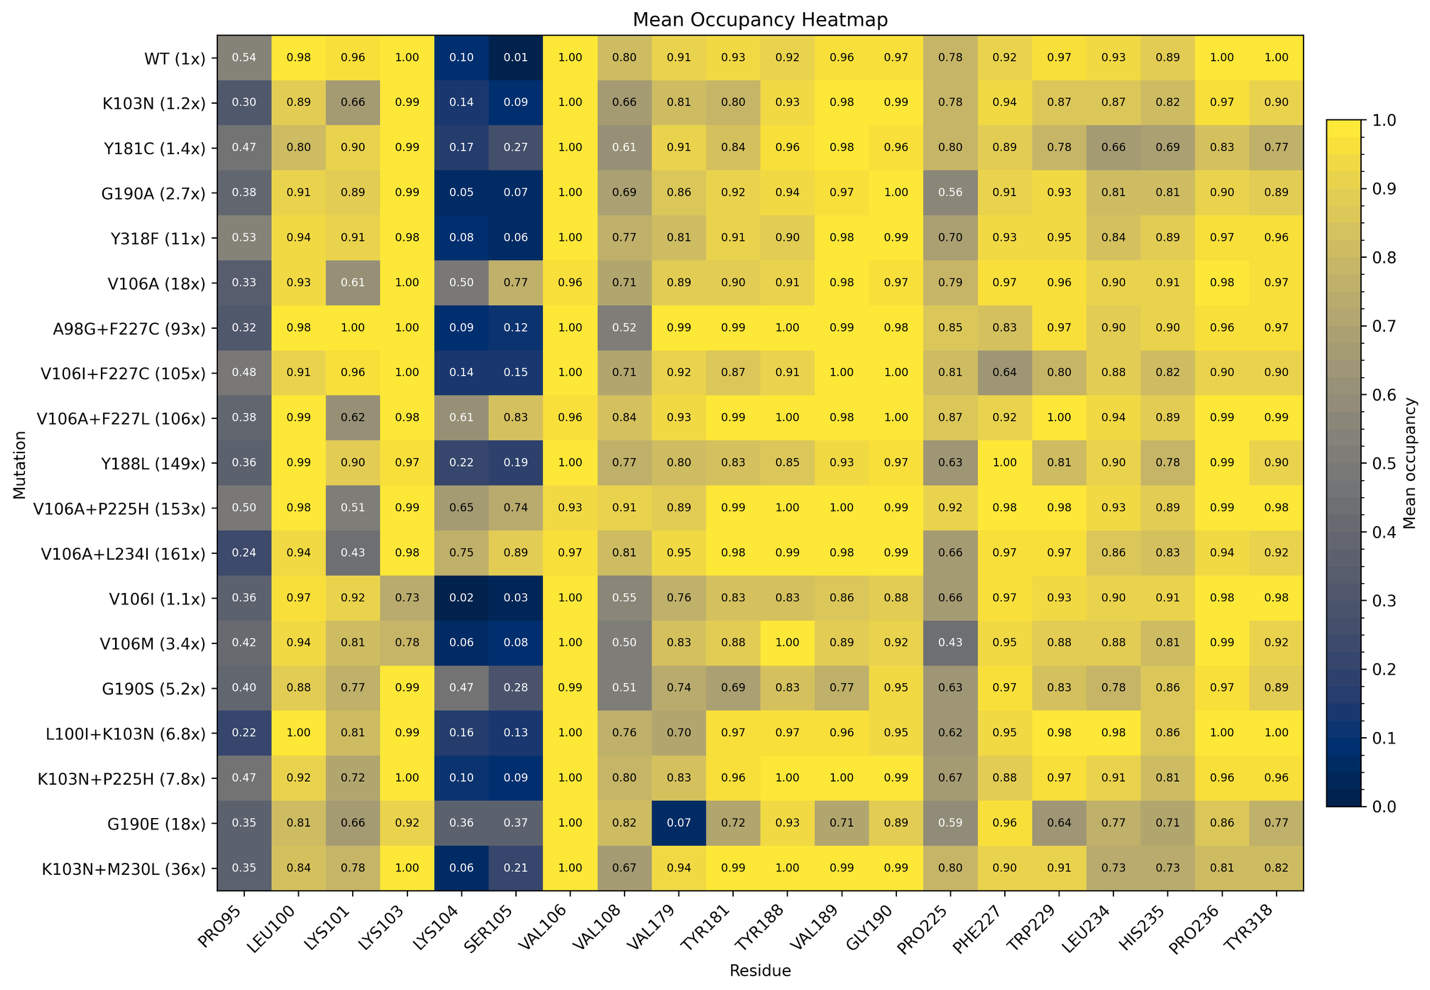 Mean Occupancy Heatmap
Mutation
WT (1x) 0.54 0.98 0.96 1.00 0.10 0.01 1.00 0.80 0.91 0.93 0.92 0.96 0.97 0.78 0.92 0.97 0.93 0.89 1.00 1.00
K103N (1.2x) 0.30 0.89 0.66 0.99 0.14 0.09 1.00 0.66 0.81 0.80 0.93 0.98 0.99 0.78 0.94 0.87 0.87 0.82 0.97 0.90
Y181C (1.4x) 0.47 0.80 0.90 0.99 0.17 0.27 1.00 0.61 0.91 0.84 0.96 0.98 0.96 0.80 0.89 0.78 0.66 0.69 0.83 0.77
G190A (2.7x) 0.38 0.91 0.89 0.99 0.05 0.07 1.00 0.69 0.86 0.92 0.94 0.97 1.00 0.56 0.91 0.93 0.81 0.81 0.90 0.89
Y318F (11x) 0.53 0.94 0.91 0.98 0.08 0.06 1.00 0.77 0.81 0.91 0.90 0.98 0.99 0.70 0.93 0.95 0.84 0.89 0.97 0.96
V106A (18x) 0.33 0.93 0.61 1.00 0.50 0.77 0.96 0.71 0.89 0.90 0.91 0.98 0.97 0.79 0.97 0.96 0.90 0.91 0.98 0.97
A98G+F227C (93x) 0.32 0.98 1.00 1.00 0.09 0.12 1.00 0.52 0.99 0.99 1.00 0.99 0.98 0.85 0.83 0.97 0.90 0.90 0.96 0.97
V106I+F227C (105x) 0.48 0.91 0.96 1.00 0.14 0.15 1.00 0.71 0.92 0.87 0.91 1.00 1.00 0.81 0.64 0.80 0.88 0.82 0.90 0.90
V106A+F227L (106x) 0.38 0.99 0.62 0.98 0.61 0.83 0.96 0.84 0.93 0.99 1.00 0.98 1.00 0.87 0.92 1.00 0.94 0.89 0.99 0.99
Y188L (149x) 0.36 0.99 0.90 0.97 0.22 0.19 1.00 0.77 0.80 0.83 0.85 0.93 0.97 0.63 1.00 0.81 0.90 0.78 0.99 0.90
V106A+P225H (153x) 0.50 0.98 0.51 0.99 0.65 0.74 0.93 0.91 0.89 0.99 1.00 1.00 0.99 0.92 0.98 0.98 0.93 0.89 0.99 0.98
V106A+L234I (161x) 0.24 0.94 0.43 0.98 0.75 0.89 0.97 0.81 0.95 0.98 0.99 0.98 0.99 0.66 0.97 0.97 0.86 0.83 0.94 0.92
V106I (1.1x) 0.36 0.97 0.92 0.73 0.02 0.03 1.00 0.55 0.76 0.83 0.83 0.86 0.88 0.66 0.97 0.93 0.90 0.91 0.98 0.98
V106M (3.4x) 0.42 0.94 0.81 0.78 0.06 0.08 1.00 0.50 0.83 0.88 1.00 0.89 0.92 0.43 0.95 0.88 0.88 0.81 0.99 0.92
G190S (5.2x) 0.40 0.88 0.77 0.99 0.47 0.28 0.99 0.51 0.74 0.69 0.83 0.77 0.95 0.63 0.97 0.83 0.78 0.86 0.97 0.89
L100I+K103N (6.8x) 0.22 1.00 0.81 0.99 0.16 0.13 1.00 0.76 0.70 0.97 0.97 0.96 0.95 0.62 0.95 0.98 0.98 0.86 1.00 1.00
K103N+P225H (7.8x) 0.47 0.92 0.72 1.00 0.10 0.09 1.00 0.80 0.83 0.96 1.00 1.00 0.99 0.67 0.88 0.97 0.91 0.81 0.96 0.96
G190E (18x) 0.35 0.81 0.66 0.92 0.36 0.37 1.00 0.82 0.07 0.72 0.93 0.71 0.89 0.59 0.96 0.64 0.77 0.71 0.86 0.77
K103N+M230L (36x) 0.35 0.84 0.78 1.00 0.06 0.21 1.00 0.67 0.94 0.99 1.00 0.99 0.99 0.80 0.90 0.91 0.73 0.73 0.81 0.82
PRO95 LEU100 LYS101 LYS103 LYS104 SER105 VAL106 VAL108 VAL179 TYR181 TYR188 VAL189 GLY190 PRO225 PHE227 TRP229 LEU234 HIS235 PRO236 TYR318
Residue
1.0
0.9
0.8
0.7
0.6
0.5
0.4
0.3
0.2
0.1
0.0
Mean occupancy